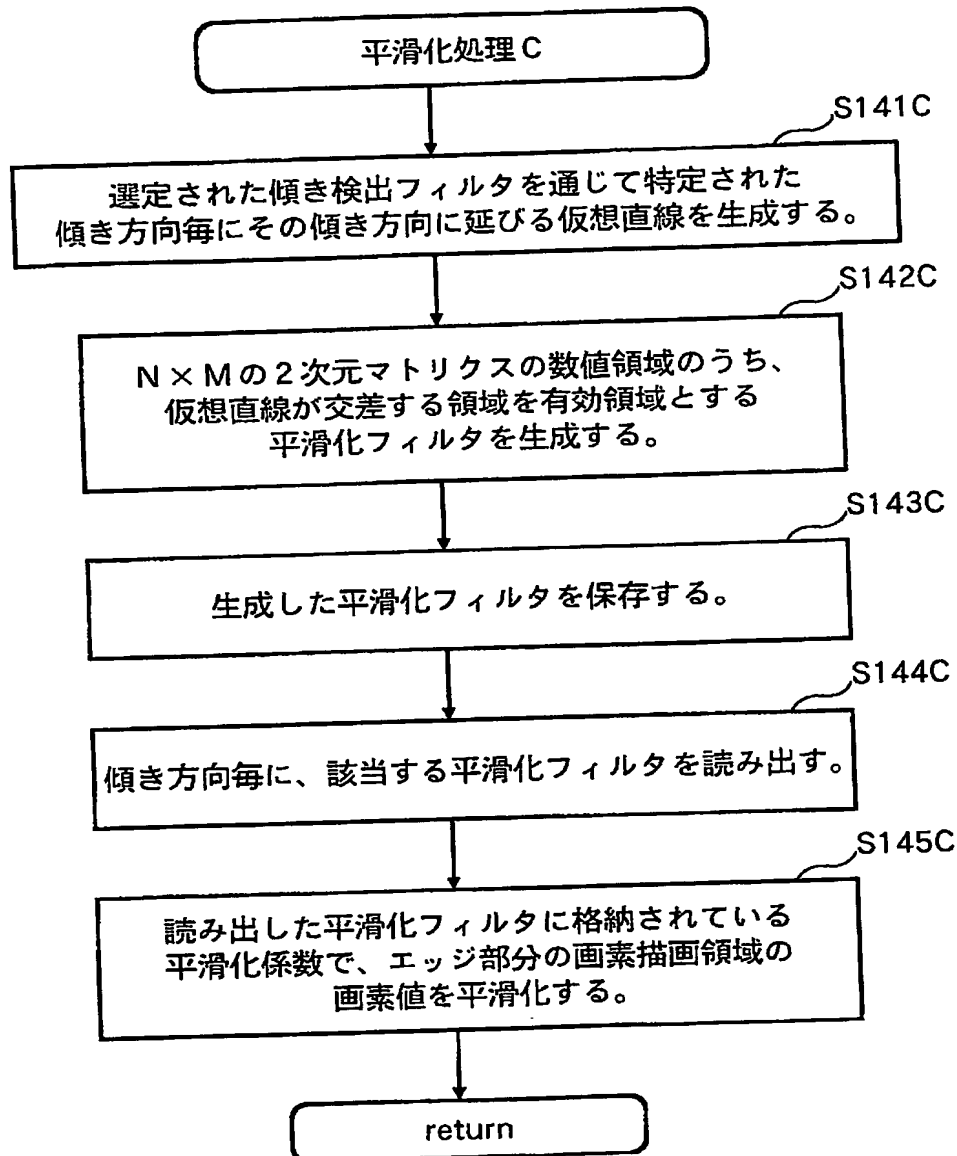 平滑化処理C
S141C
選定された傾き検出フィルタを通じて特定された
傾き方向毎にその傾き方向に延びる仮想直線を生成する。
S142C
N×Mの2次元マトリクスの数値領域のうち、
仮想直線が交差する領域を有効領域とする
平滑化フィルタを生成する。
S143C
生成した平滑化フィルタを保存する。
S144C
傾き方向毎に、該当する平滑化フィルタを読み出す。
S145C
読み出した平滑化フィルタに格納されている
平滑化係数で、エッジ部分の画素描画領域の
画素値を平滑化する。
return